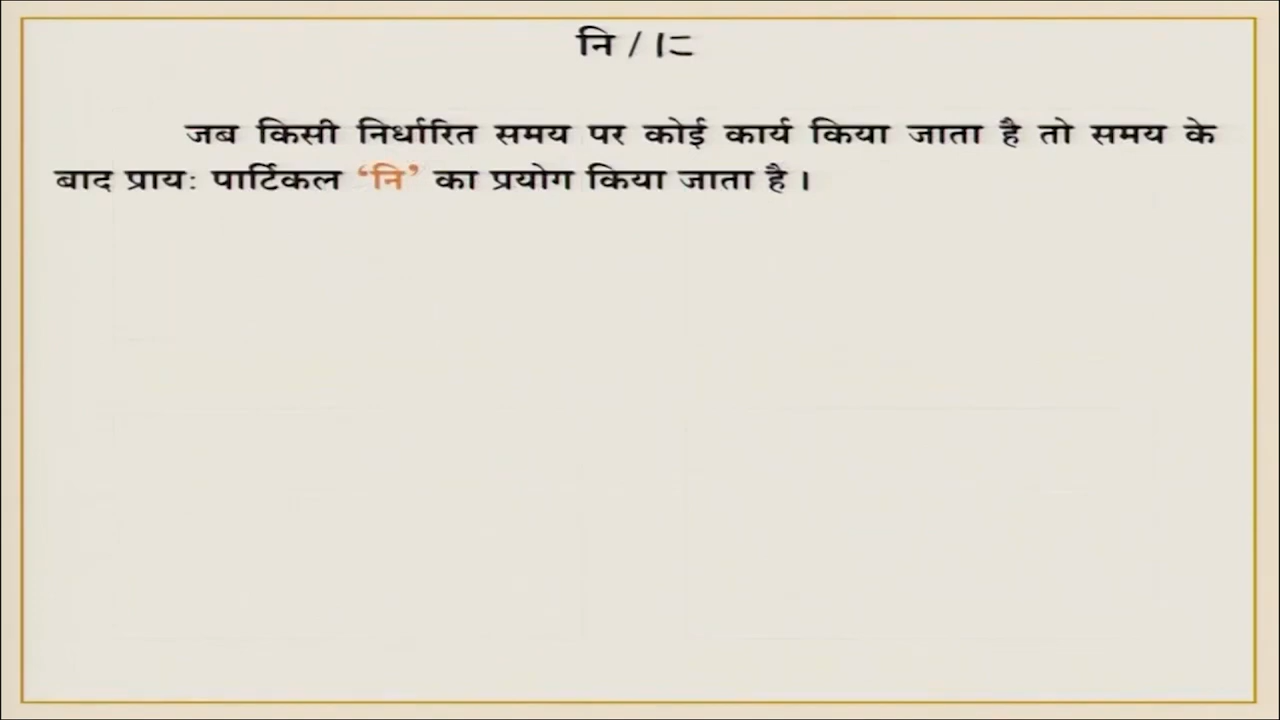 नि / に
जब किसी निर्धारित समय पर कोई कार्य किया जाता है तो समय के
बाद प्रायः पार्टिकल ‘नि’ का प्रयोग किया जाता है ।